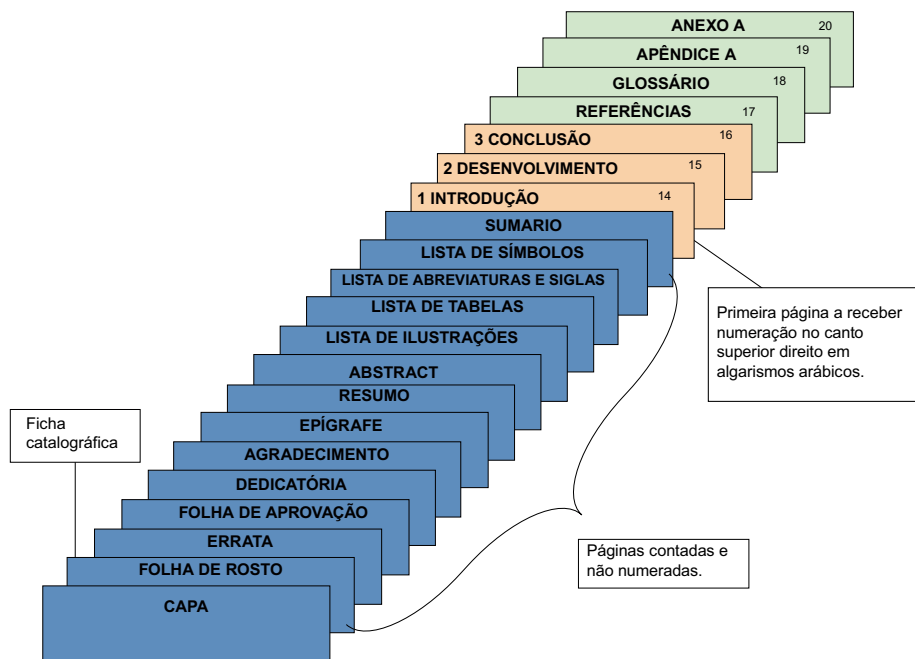 ANEXO A 20
APÊNDICE A 19
GLOSSÁRIO 18
REFERÊNCIAS 17
3 CONCLUSÃO 16
2 DESENVOLVIMENTO 15
1 INTRODUÇÃO 14
SUMARIO
LISTA DE SÍMBOLOS
LISTA DE ABREVIATURAS E SIGLAS
LISTA DE TABELAS
LISTA DE ILUSTRAÇÕES
ABSTRACT
RESUMO
EPÍGRAFE
AGRADECIMENTO
DEDICATÓRIA
FOLHA DE APROVAÇÃO
ERRATA
FOLHA DE ROSTO
CAPA
Primeira página a receber
numeração no canto
superior direito em
algarismos arábicos.
Ficha
catalográfica
Páginas contadas e
não numeradas.